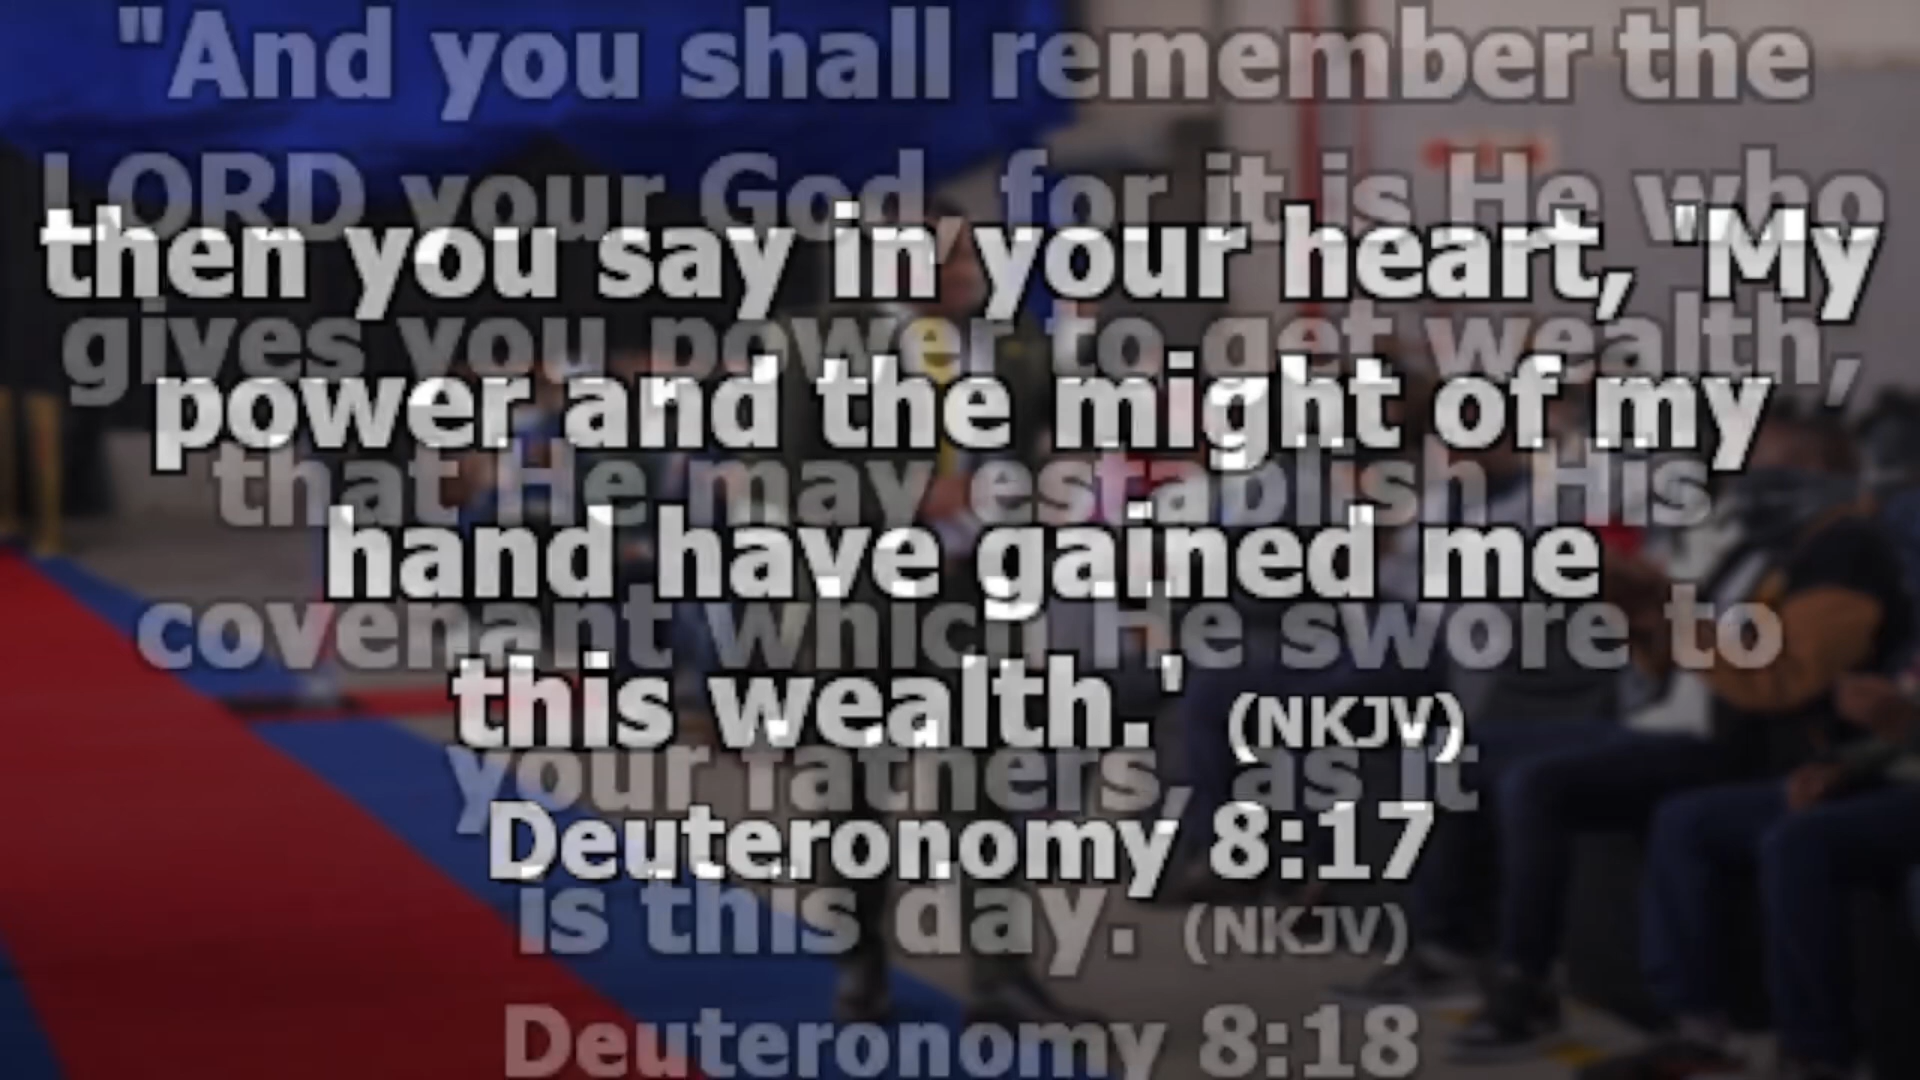 then you say in your heart, "My
power and the might of my
hand have gained me
this wealth.' (NKJV)
Deuteronomy 8:17
"And you shall remember the
LORD your God, for it is He who
gives you power to get wealth,
that He may establish His
covenant which He swore to
your fathers, as it
is this day. (NKJV)
Deuteronomy 8:18